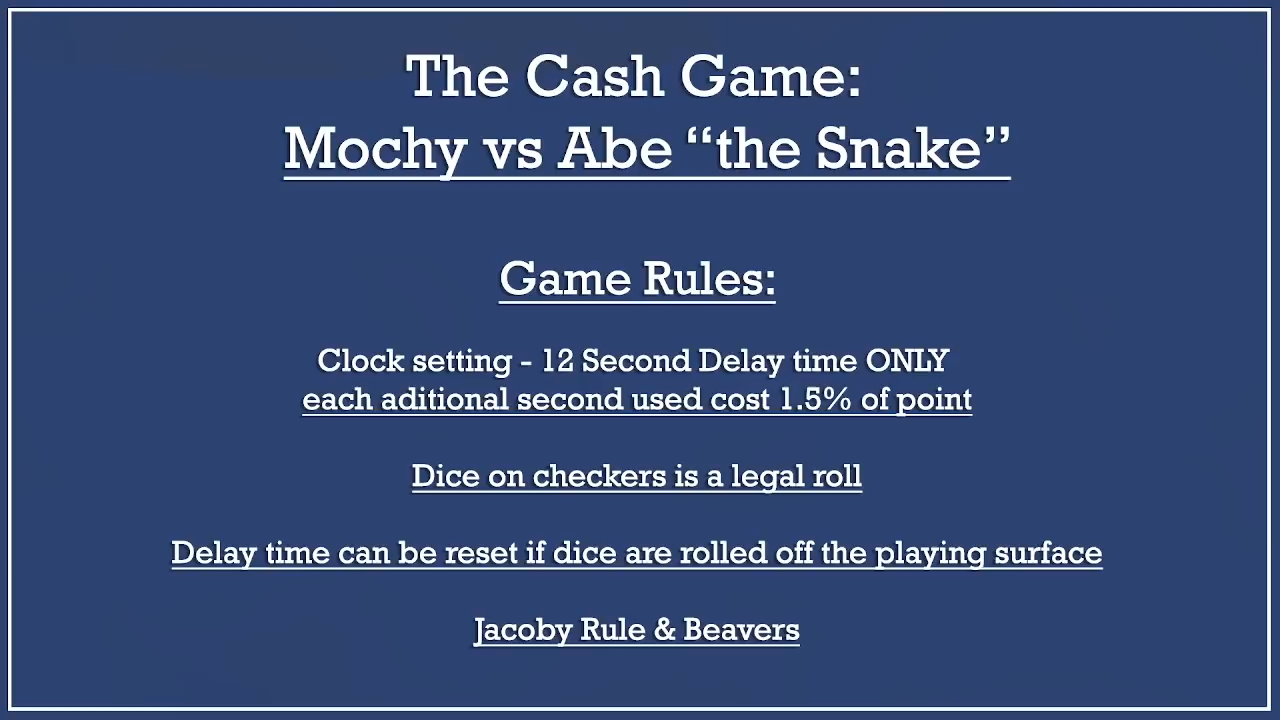 The Cash Game:
Mochy vs Abe “the Snake”
Game Rules:
Clock setting - 12 Second Delay time ONLY
each aditional second used cost 1.5% of point
Dice on checkers is a legal roll
Delay time can be reset if dice are rolled off the playing surface
Jacoby Rule & Beavers